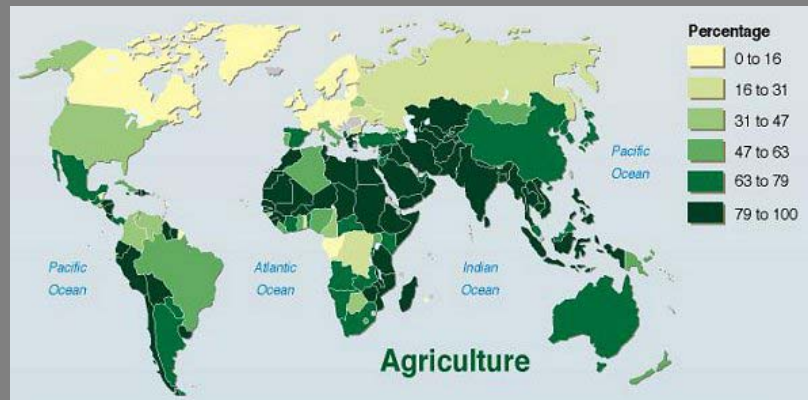 Percentage
0 to 16
16 to 31
31 to 47
47 to 63
63 to 79
79 to 100
Pacific
Ocean
Pacific
Ocean
Atlantic
Ocean
Indian
Ocean
Agriculture